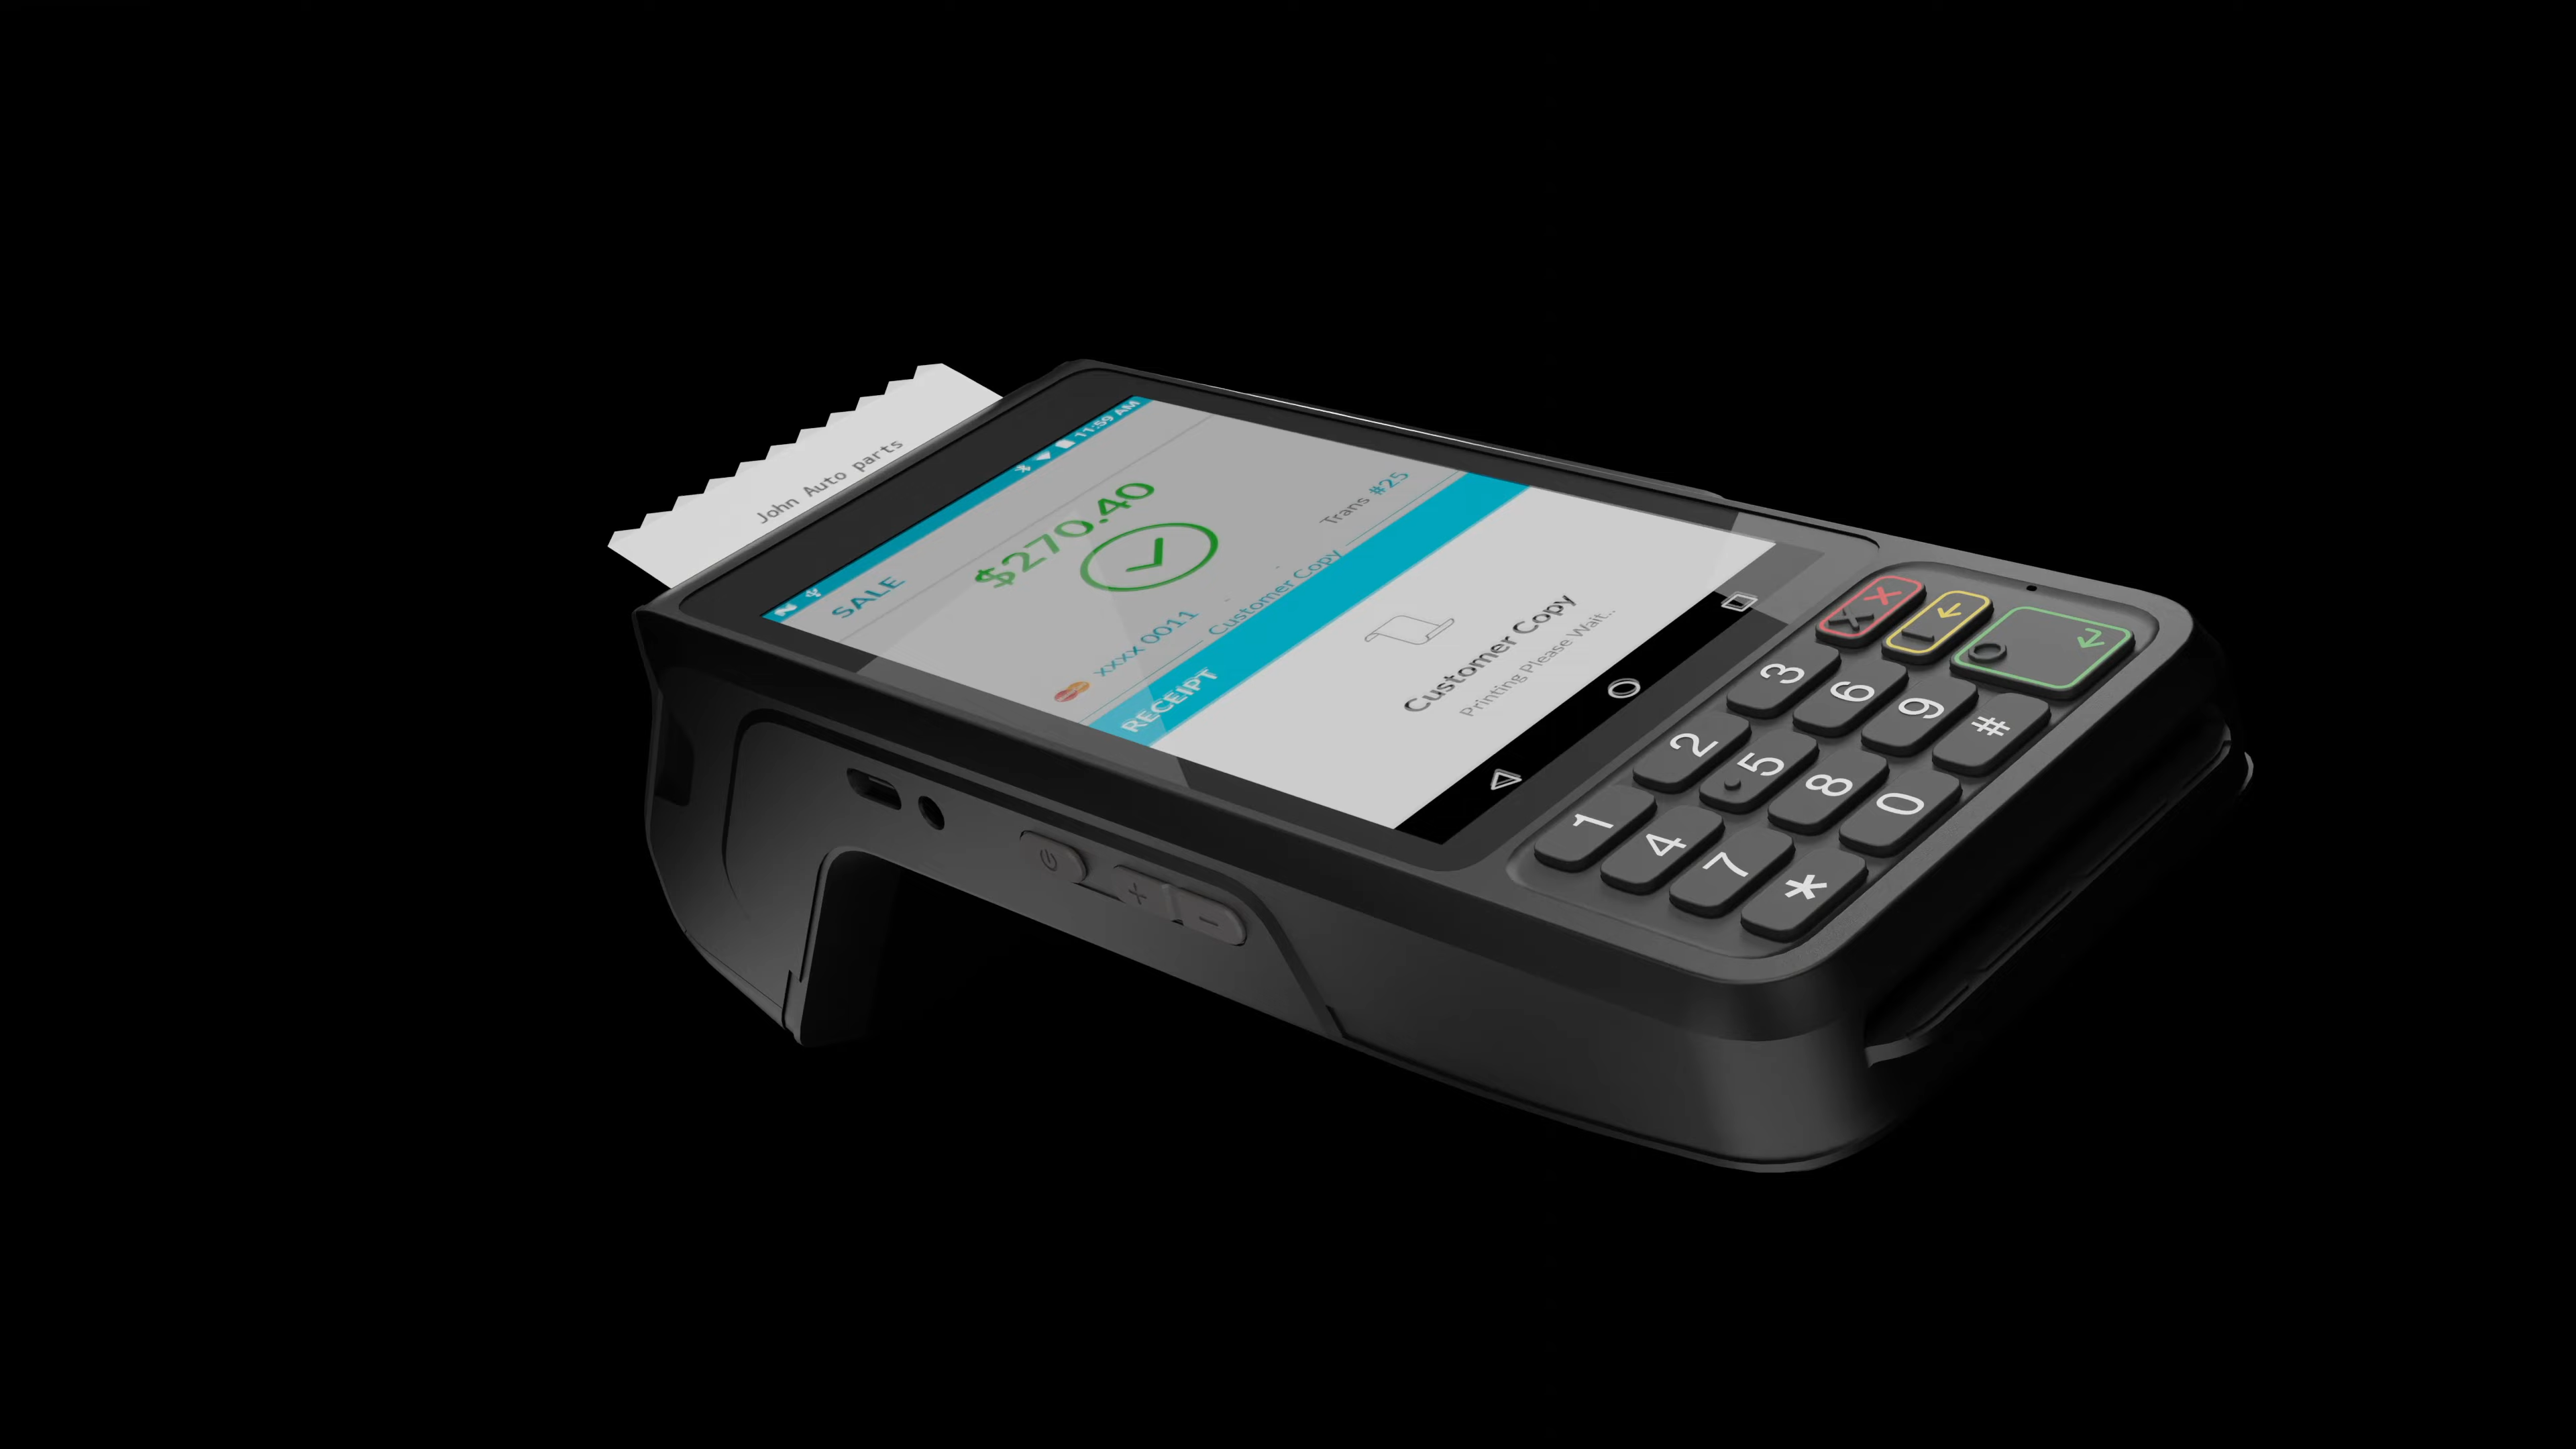 John Auto parts
11:59 AM
SALE
$270.40
xxxx 0011
Trans #25
Customer Copy
RECEIPT
Customer Copy
Printing Please Wait..
1 2 3
4 5 6
7 8 9
* 0 #